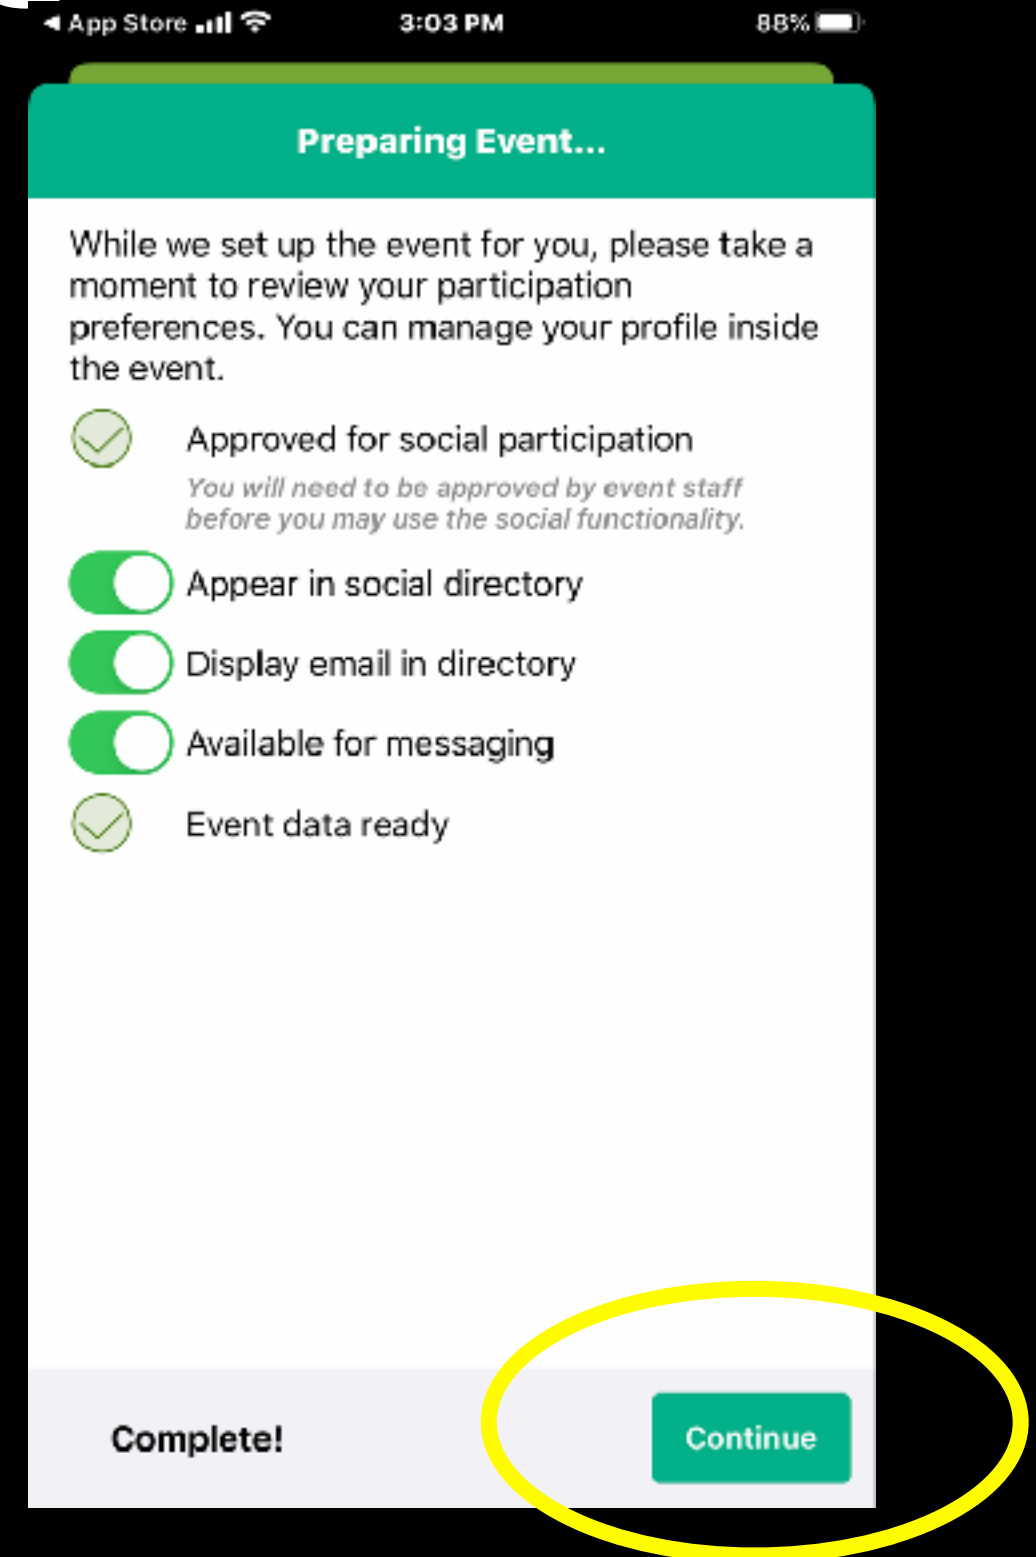 ◀ App Store 3:03 PM 88%
Preparing Event...
While we set up the event for you, please take a
moment to review your participation
preferences. You can manage your profile inside
the event.
Approved for social participation
You will need to be approved by event staff
before you may use the social functionality.
Appear in social directory
Display email in directory
Available for messaging
Event data ready
Complete! Continue